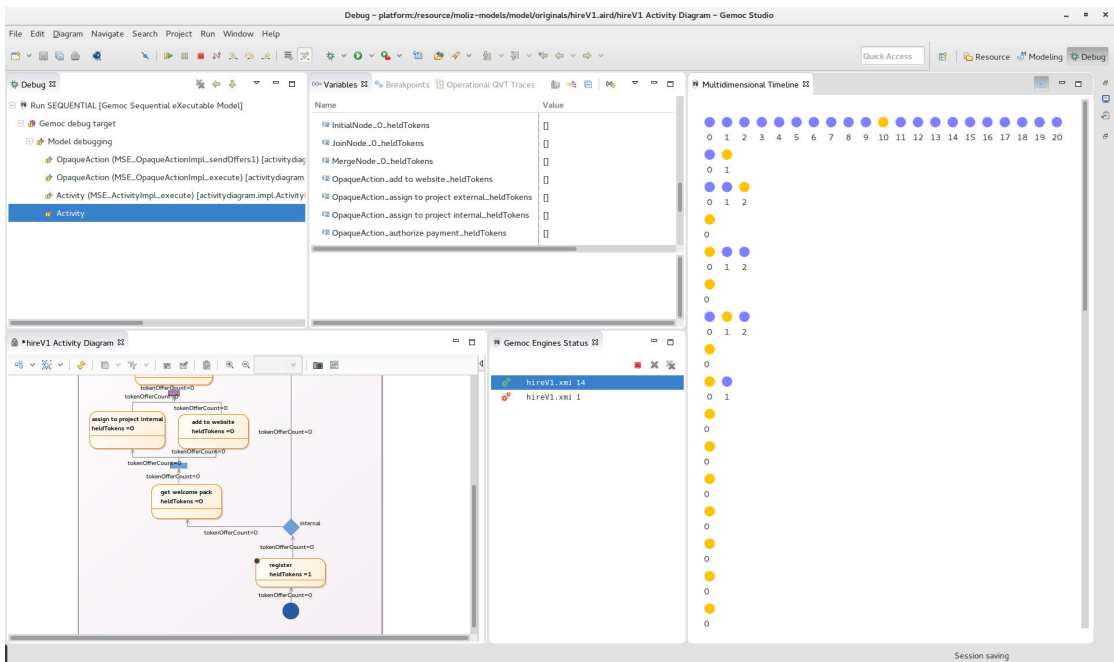 Debug – platform:/resource/moliz-models/model/originals/hireV1.aird/hireV1 Activity Diagram – Gemoc Studio
File Edit Diagram Navigate Search Project Run Window Help
Quick Access
Resource
Modeling
Debug
Debug
Run SEQUENTIAL [Gemoc Sequential eXecutable Model]
Gemoc debug target
Model debugging
OpaqueAction (MSE_OpaqueActionImpl_sendOffers1) [activitydiag
OpaqueAction (MSE_OpaqueActionImpl_execute) [activitydiagram.
Activity (MSE_ActivityImpl_execute) [activitydiagram.impl.Activity
Activity
Variables
Breakpoints
Operational QVT Traces
Name Value
InitialNode_0_heldTokens []
JoinNode_0_heldTokens []
MergeNode_0_heldTokens []
OpaqueAction_add to website_heldTokens []
OpaqueAction_assign to project external_heldTokens []
OpaqueAction_assign to project internal_heldTokens []
OpaqueAction_authorize payment_heldTokens []
Multidimensional Timeline
0 1 2 3 4 5 6 7 8 9 10 11 12 13 14 15 16 17 18 19 20
0 1
0 1 2
0
0 1 2
0
0 1 2
0
0 1
0
0
0
0
0
0
0
*hireV1 Activity Diagram
tokenOfferCount=0
tokenOfferCount=0
tokenOfferCount=0
assign to project internal
heldTokens =0
add to website
heldTokens =0
tokenOfferCount=0
tokenOfferCount=0
tokenOfferCount=0
tokenOfferCount=0
get welcome pack
heldTokens =0
internal
tokenOfferCount=0
tokenOfferCount=0
register
heldTokens =1
tokenOfferCount=0
Gemoc Engines Status
hireV1.xmi 14
hireV1.xmi 1
Session saving